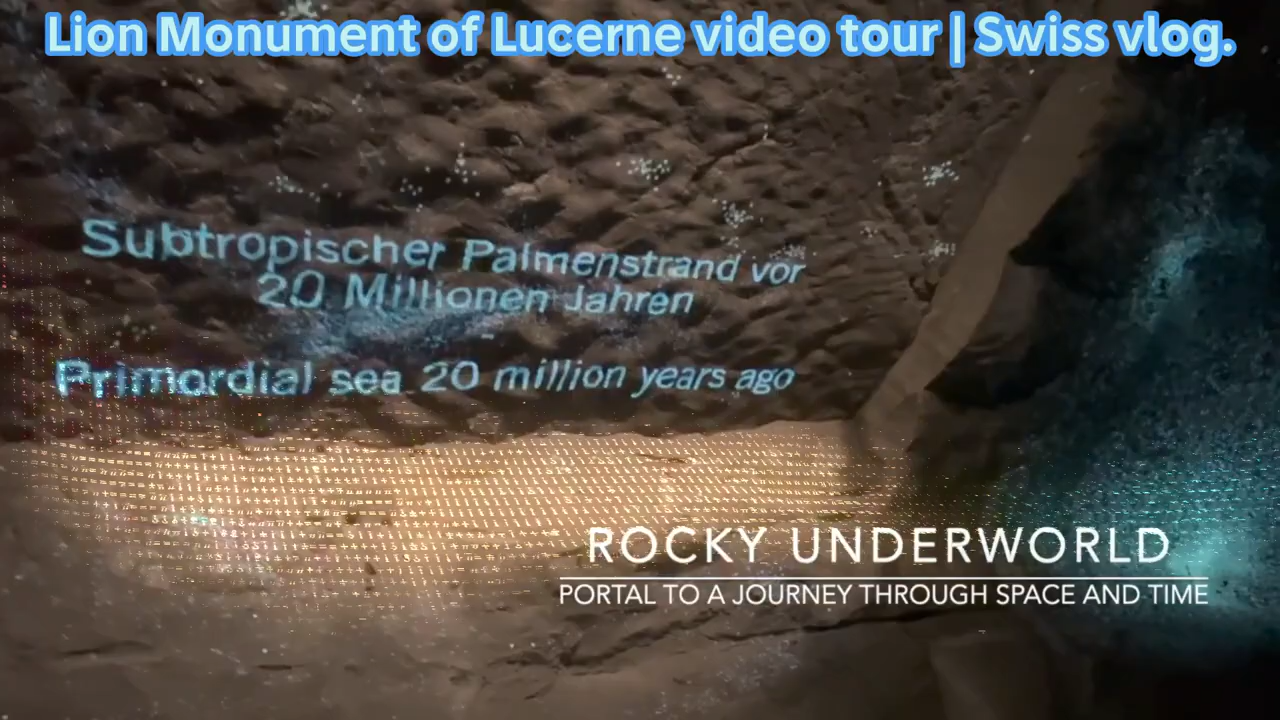 Lion Monument of Lucerne video tour | Swiss vlog.
Subtropischer Palmenstrand vor
20 Millionen Jahren
Primordial sea 20 million years ago
ROCKY UNDERWORLD
PORTAL TO A JOURNEY THROUGH SPACE AND TIME